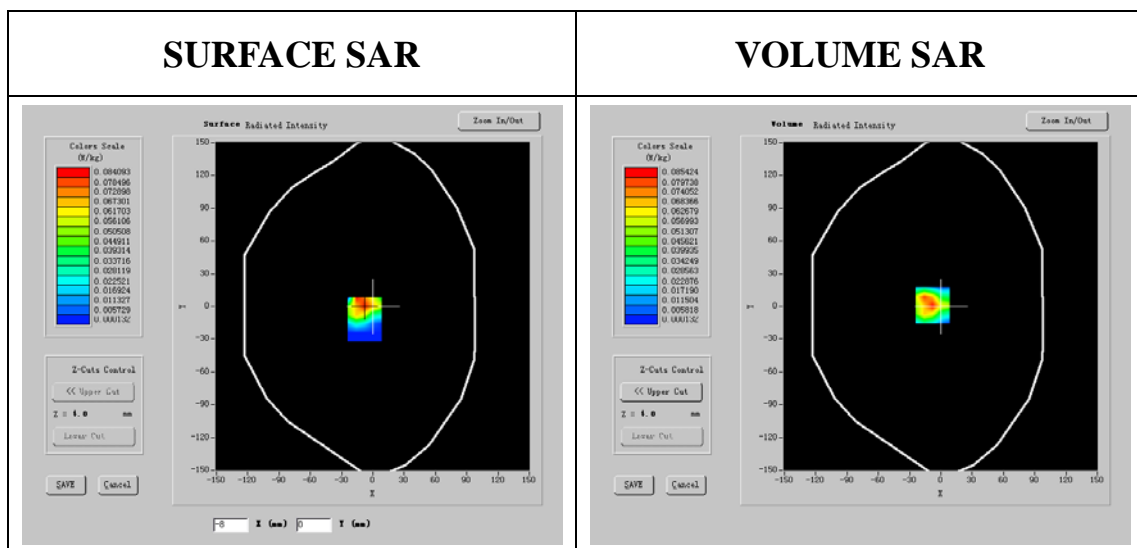 SURFACE SAR
VOLUME SAR
Surface Radiated Intensity
Zoom In/Out
Colors Scale
(W/kg)
0.084093
0.078496
0.072898
0.067301
0.061703
0.056106
0.050508
0.044911
0.039314
0.033716
0.028119
0.022521
0.016924
0.011327
0.005729
0.000132
150
120
90
60
30
0
-30
-60
-90
-120
-150
Y
-150 -120 -90 -60 -30 0 30 60 90 120 150
X
Z-Cuts Control
<< Upper Cut
Z = 4.0 mm
Lower Cut
SAVE Cancel
-8 X (mm) 0 Y (mm)
Volume Radiated Intensity
Zoom In/Out
Colors Scale
(W/kg)
0.085424
0.079738
0.074052
0.068366
0.062679
0.056993
0.051307
0.045621
0.039935
0.034249
0.028563
0.022876
0.017190
0.011504
0.005818
0.000132
150
120
90
60
30
0
-30
-60
-90
-120
-150
Y
-150 -120 -90 -60 -30 0 30 60 90 120 150
X
Z-Cuts Control
<< Upper Cut
Z = 4.0 mm
Lower Cut
SAVE Cancel